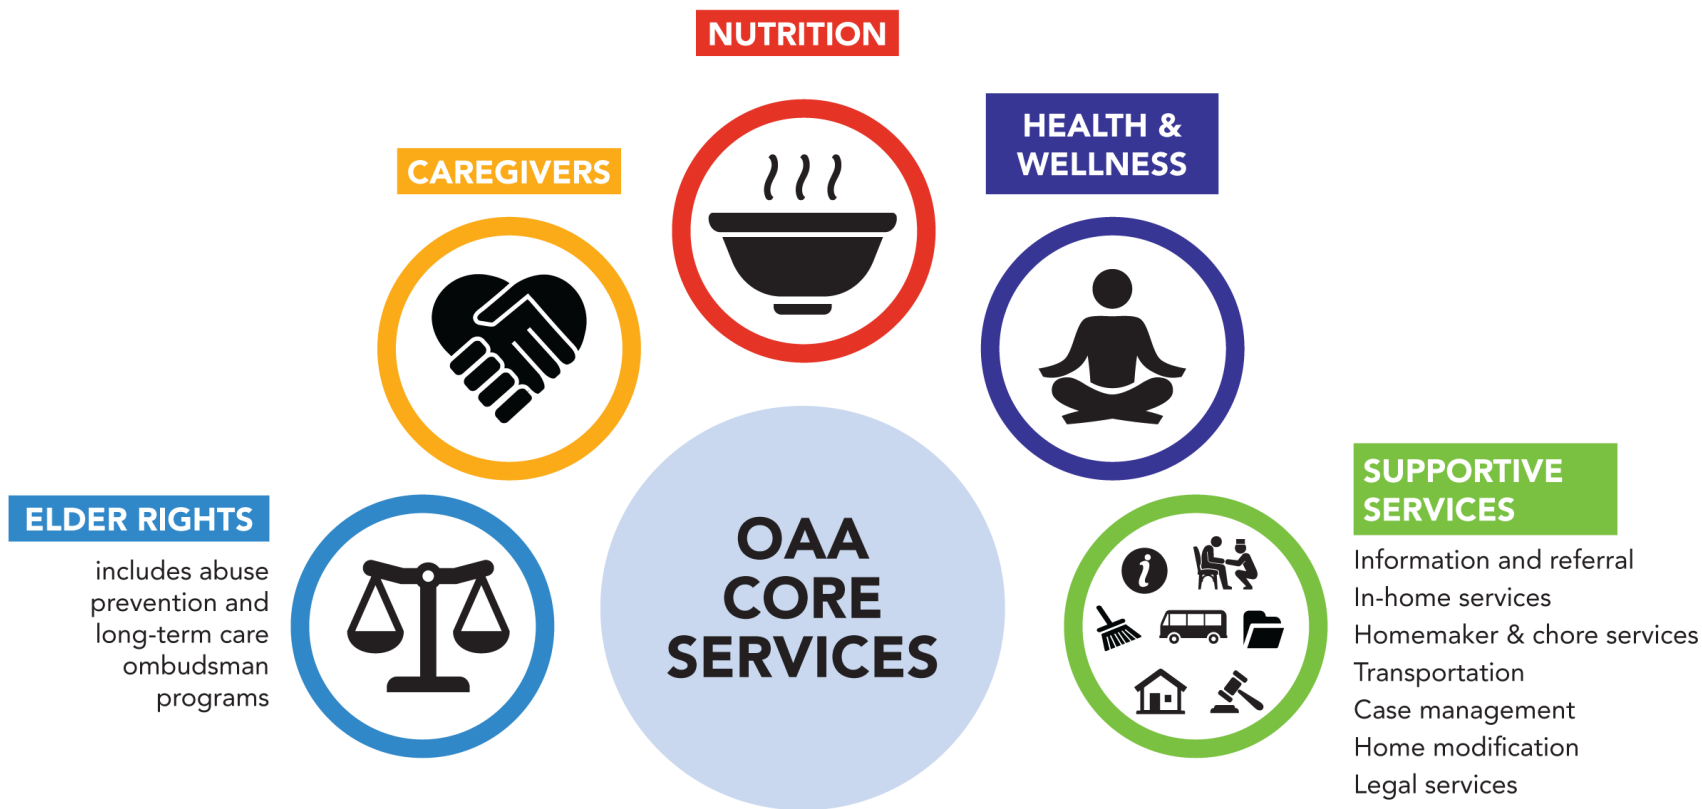 NUTRITION
HEALTH &
WELLNESS
CAREGIVERS
SUPPORTIVE
SERVICES
Information and referral
In-home services
Homemaker & chore services
Transportation
Case management
Home modification
Legal services
ELDER RIGHTS
includes abuse
prevention and
long-term care
ombudsman
programs
OAA
CORE
SERVICES
i